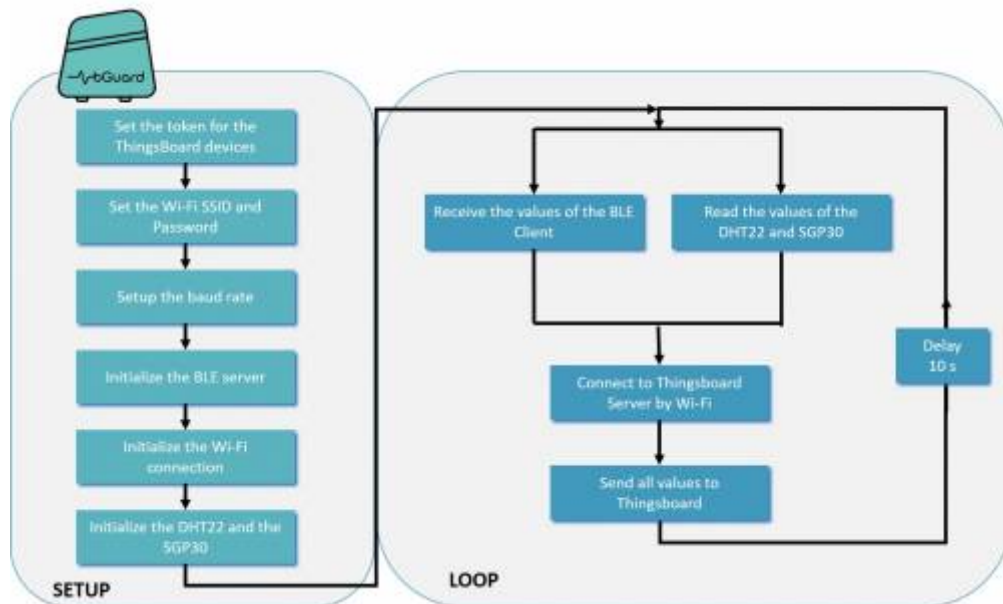 bGuard
Set the token for the
ThingsBoard devices
Set the Wi-Fi SSID and
Password
Setup the baud rate
Initialize the BLE server
Initialize the Wi-Fi
connection
Initialize the DHT22 and the
SGP30
SETUP
Receive the values of the BLE
Client
Read the values of the
DHT22 and SGP30
Connect to Thingsboard
Server by Wi-Fi
Send all values to
Thingsboard
Delay
10 s
LOOP